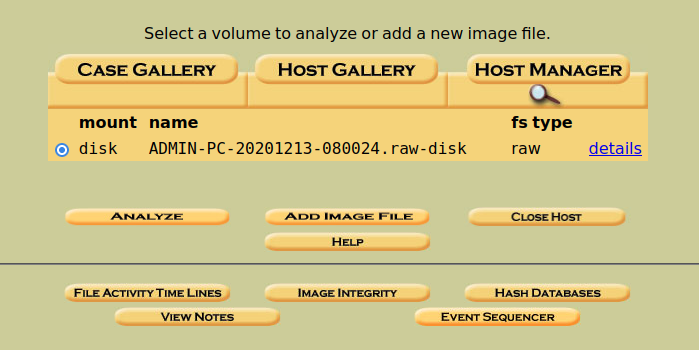 Select a volume to analyze or add a new image file.
CASE GALLERY HOST GALLERY HOST MANAGER
mount name fs type
disk ADMIN-PC-20201213-080024.raw-disk raw details
ANALYZE ADD IMAGE FILE CLOSE HOST
HELP
FILE ACTIVITY TIME LINES IMAGE INTEGRITY HASH DATABASES
VIEW NOTES EVENT SEQUENCER